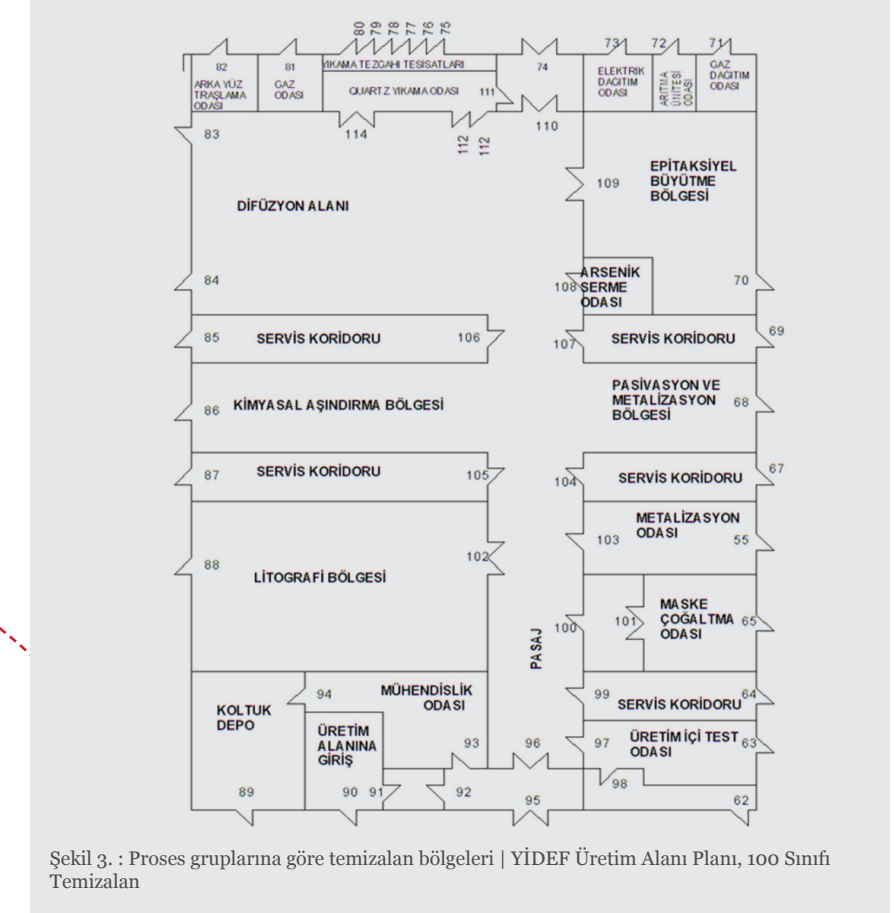 80
79
78
77
76
75
82
81
74
73
72
71
YIKAMA TEZGAHI TESİSATLARI
ARKA YÜZ
TRAŞLAMA
ODASI
GAZ
ODASI
QUARTZ YIKAMA ODASI
111
ELEKTRİK
DAĞITIM
ODASI
ARITMA
ÜNİTESİ
ODASI
GAZ
DAĞITIM
ODASI
83
114
112
112
110
109
EPİTAKSİYEL
BÜYÜTME
BÖLGESİ
DİFÜZYON ALANI
84
108
ARSENİK
SERME
ODASI
70
85
SERVİS KORİDORU
106
107
SERVİS KORİDORU
69
86
KİMYASAL AŞINDIRMA BÖLGESİ
PASİVASYON VE
METALİZASYON
BÖLGESİ
68
87
SERVİS KORİDORU
105
104
SERVİS KORİDORU
67
88
LİTOGRAFİ BÖLGESİ
102
103
METALİZASYON
ODASI
55
PASAJ
100
101
MASKE
ÇOĞALTMA
ODASI
65
KOLTUK
DEPO
94
MÜHENDİSLİK
ODASI
99
SERVİS KORİDORU
64
ÜRETİM
ALANINA
GİRİŞ
93
96
97
ÜRETİM İÇİ TEST
ODASI
63
89
90
91
92
95
98
62
Şekil 3. : Proses gruplarına göre temizalan bölgeleri | YİDEF Üretim Alanı Planı, 100 Sınıfı
Temizalan